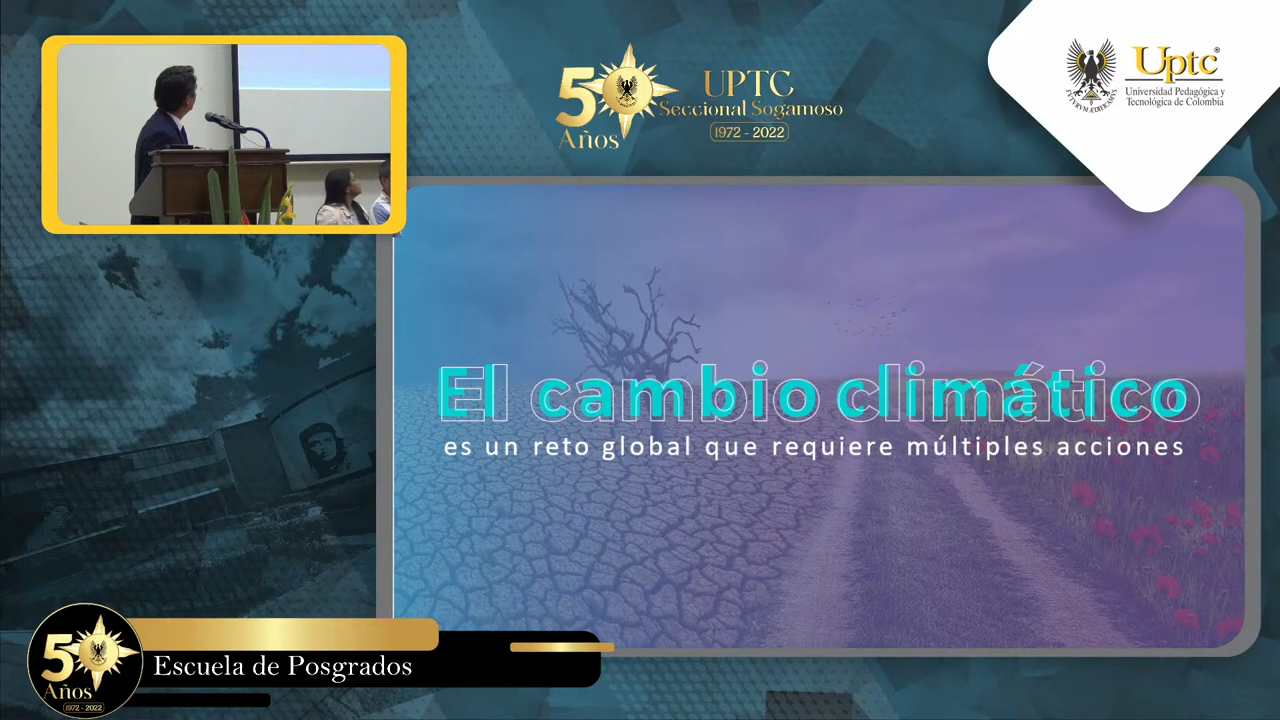 50
Años
UPTC
Seccional Sogamoso
1972 - 2022
Uptc®
Universidad Pedagógica y
Tecnológica de Colombia
El cambio climático
es un reto global que requiere múltiples acciones
50
Años
1972 - 2022
Escuela de Posgrados